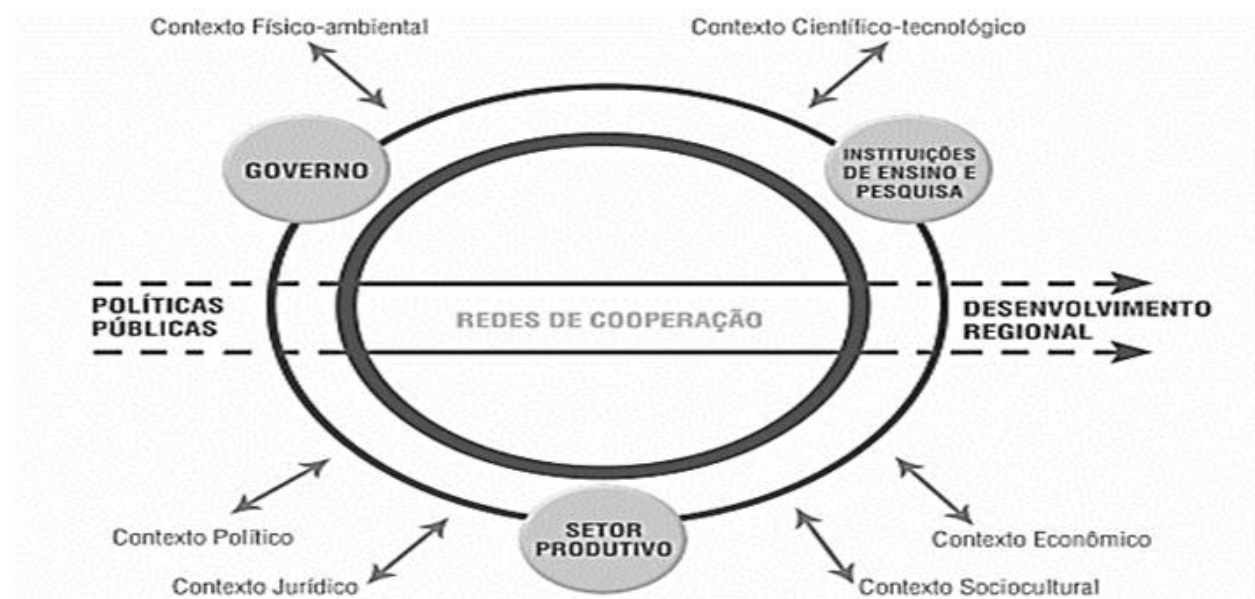 Contexto Físico-ambiental
Contexto Científico-tecnológico
GOVERNO
INSTITUIÇÕES
DE ENSINO E
PESQUISA
POLÍTICAS
PÚBLICAS
REDES DE COOPERAÇÃO
DESENVOLVIMENTO
REGIONAL
Contexto Político
SETOR
PRODUTIVO
Contexto Econômico
Contexto Jurídico
Contexto Sociocultural